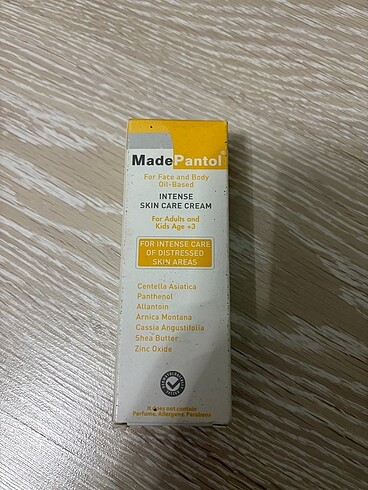 MadePantol®
For Face and Body
Oil-Based
INTENSE
SKIN CARE CREAM
For Adults and
Kids Age +3
FOR INTENSE CARE
OF DISTRESSED
SKIN AREAS
Centella Asiatica
Panthenol
Allantoin
Arnica Montana
Cassia Angustifolia
Shea Butter
Zinc Oxide
It does not contain
Perfume, Allergens, Parabens